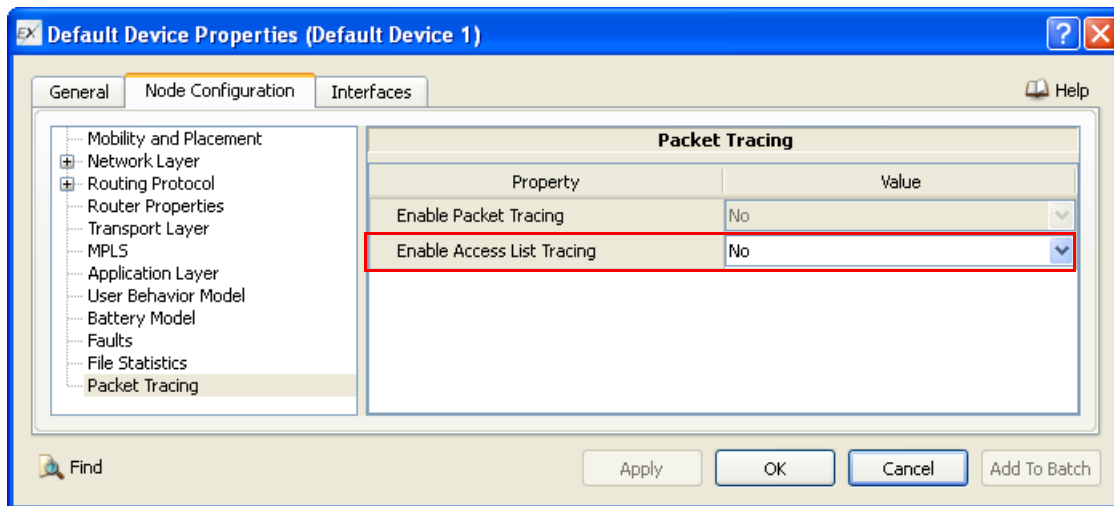 EX Default Device Properties (Default Device 1)
General Node Configuration Interfaces Help
Mobility and Placement
Network Layer
Routing Protocol
Router Properties
Transport Layer
MPLS
Application Layer
User Behavior Model
Battery Model
Faults
File Statistics
Packet Tracing
Packet Tracing
Property Value
Enable Packet Tracing No
Enable Access List Tracing No
Find Apply OK Cancel Add To Batch